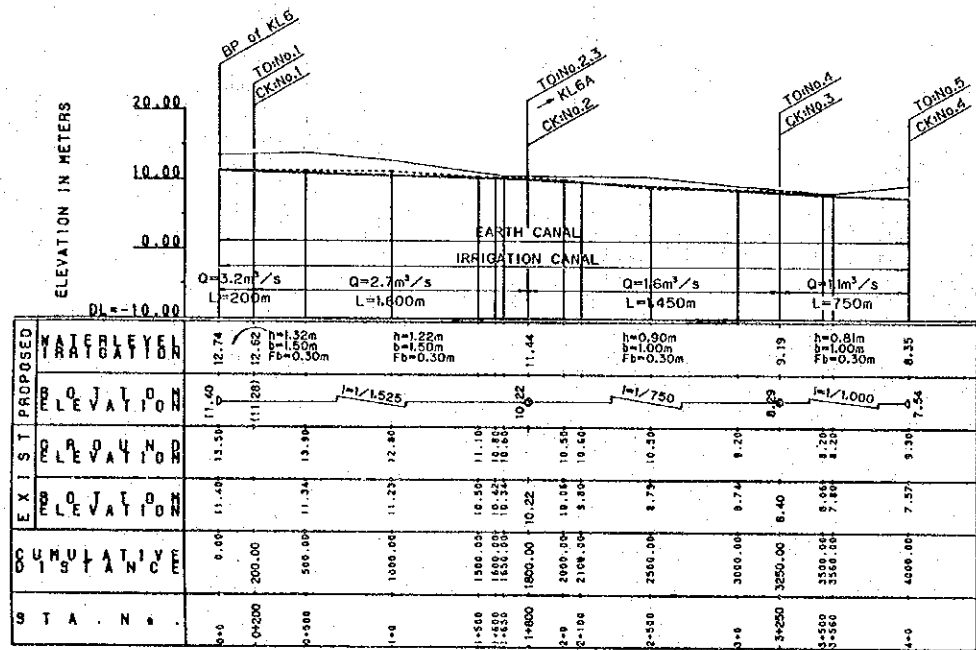 BP of KL6
TO:No.1
CK:No.1
TO:No.2,3
→ KL6A
CK:No.2
TO:No.4
CK:No.3
TO:No.5
CK:No.4
ELEVATION IN METERS
20.00
10.00
0.00
DL=-10.00
EARTH CANAL
IRRIGATION CANAL
Q=3.2m³/s
L=200m
Q=2.7m³/s
L=1,600m
Q=1.6m³/s
L=1,450m
Q=1.1m³/s
L=750m
PROPOSED
WATERLEVEL IRRIGATION
12.74 12.62 11.44 9.19 8.35
h=1.32m
b=1.50m
Fb=0.30m
h=1.22m
b=1.50m
Fb=0.30m
h=0.90m
b=1.00m
Fb=0.30m
h=0.81m
b=1.00m
Fb=0.30m
BOTTOM ELEVATION
11.40 (11.28) I=1/1.525 10.22 I=1/750 8.29 I=1/1.000 7.54
EXIST
GROUND ELEVATION
13.50 13.90 12.80 11.10 10.80 10.60 10.50 10.60 10.50 9.20 8.20 8.20 9.30
BOTTOM ELEVATION
11.40 11.34 11.23 10.50 10.42 10.34 10.22 10.06 9.80 8.79 8.74 8.40 8.06 7.80 7.57
CUMULATIVE DISTANCE
0.00 200.00 500.00 1000.00 1500.00 1600.00 1650.00 1800.00 2000.00 2100.00 2500.00 3000.00 3250.00 3500.00 3560.00 4000.00
STA. No.
0+0 0+200 0+500 1+0 1+500 1+600 1+650 1+800 2+0 2+100 2+500 3+0 3+250 3+500 3+560 4+0